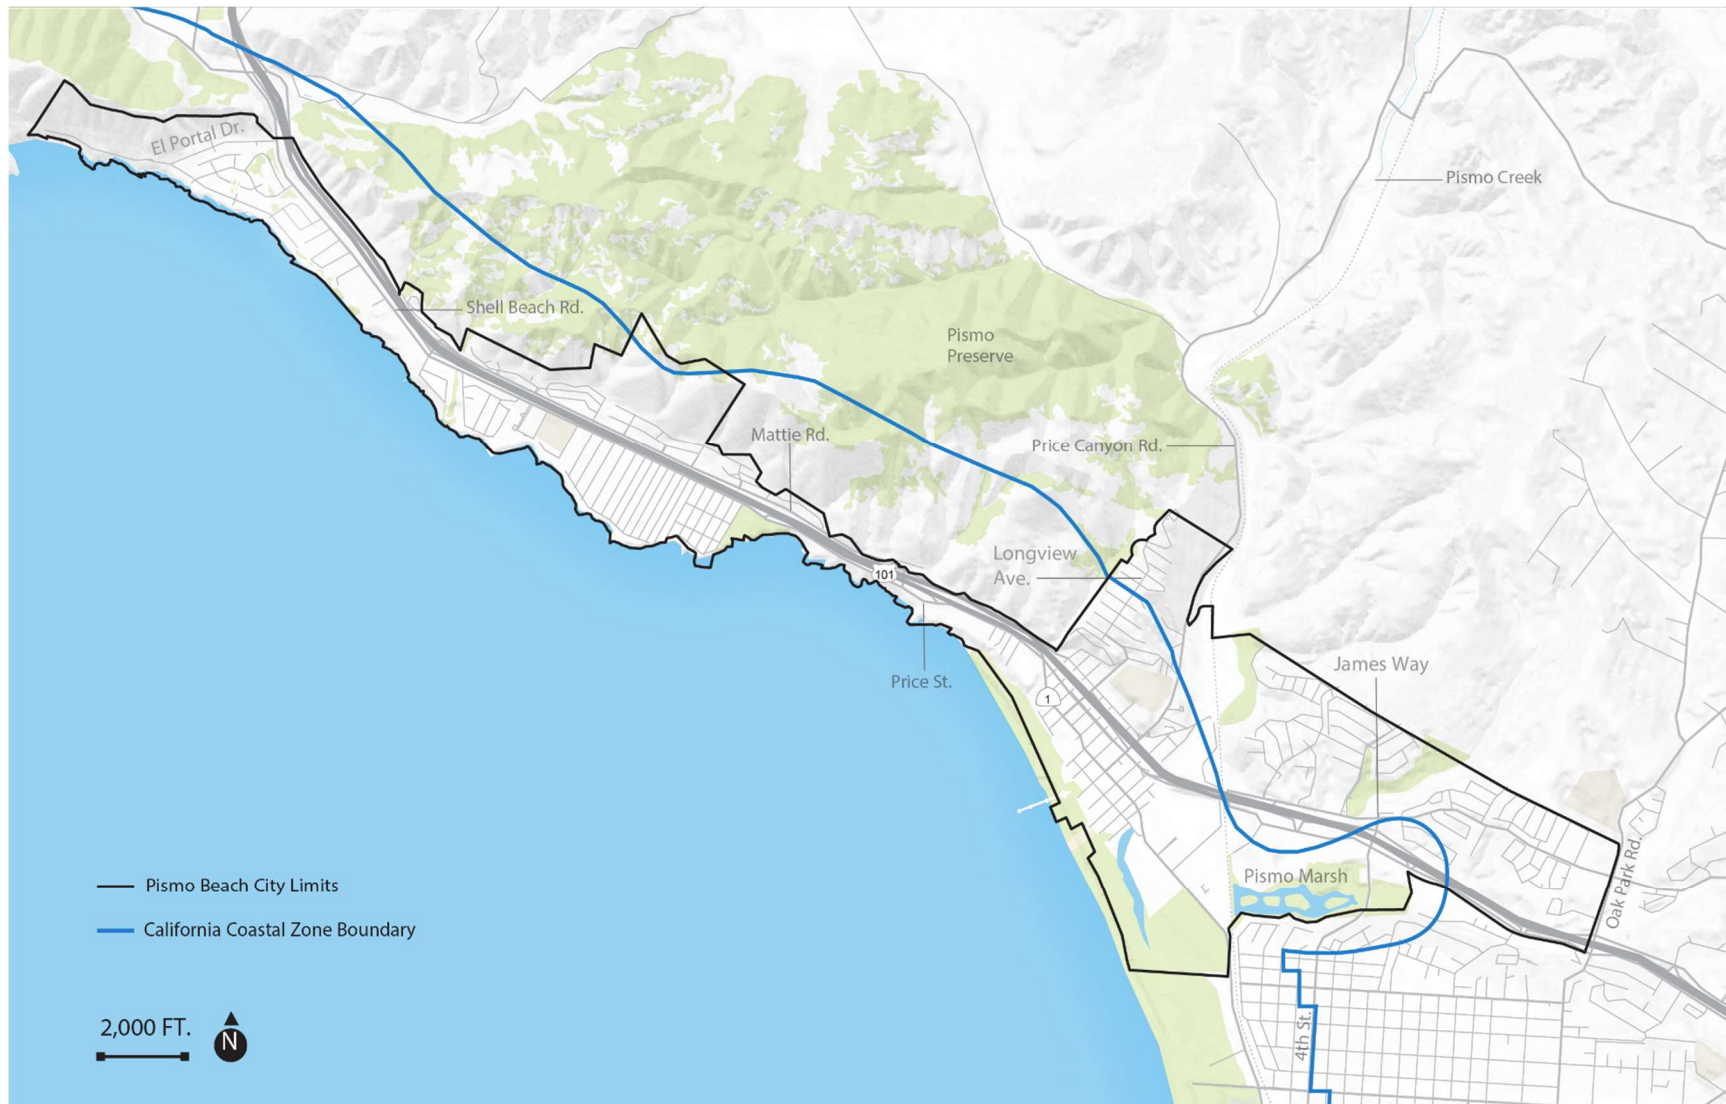 El Portal Dr.
Pismo Creek
Shell Beach Rd.
Pismo
Preserve
Mattie Rd.
Price Canyon Rd.
Longview
Ave.
101
James Way
Price St.
1
Pismo Marsh
Oak Park Rd.
Pismo Beach City Limits
California Coastal Zone Boundary
2,000 FT.
N
4th St.